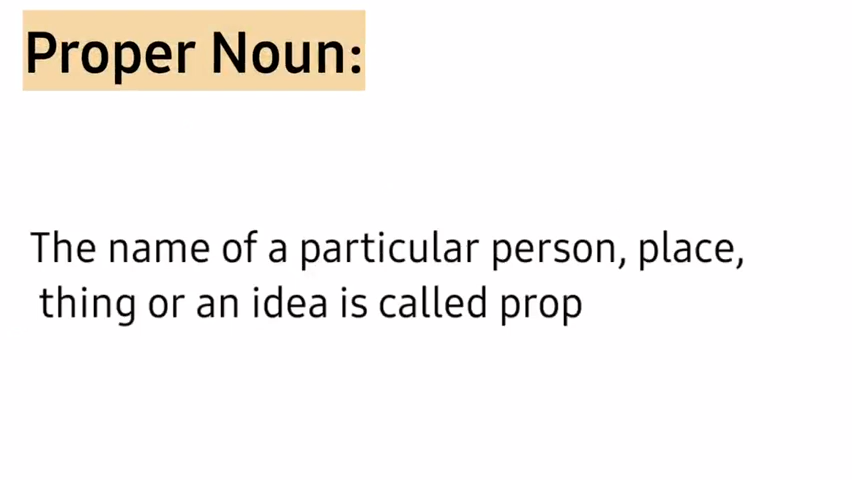 Proper Noun:
The name of a particular person, place,
thing or an idea is called prop